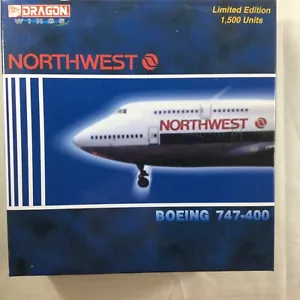 DRAGON
WINGS
Limited Edition
1,500 Units
NORTHWEST
NORTHWEST
BOEING 747-400